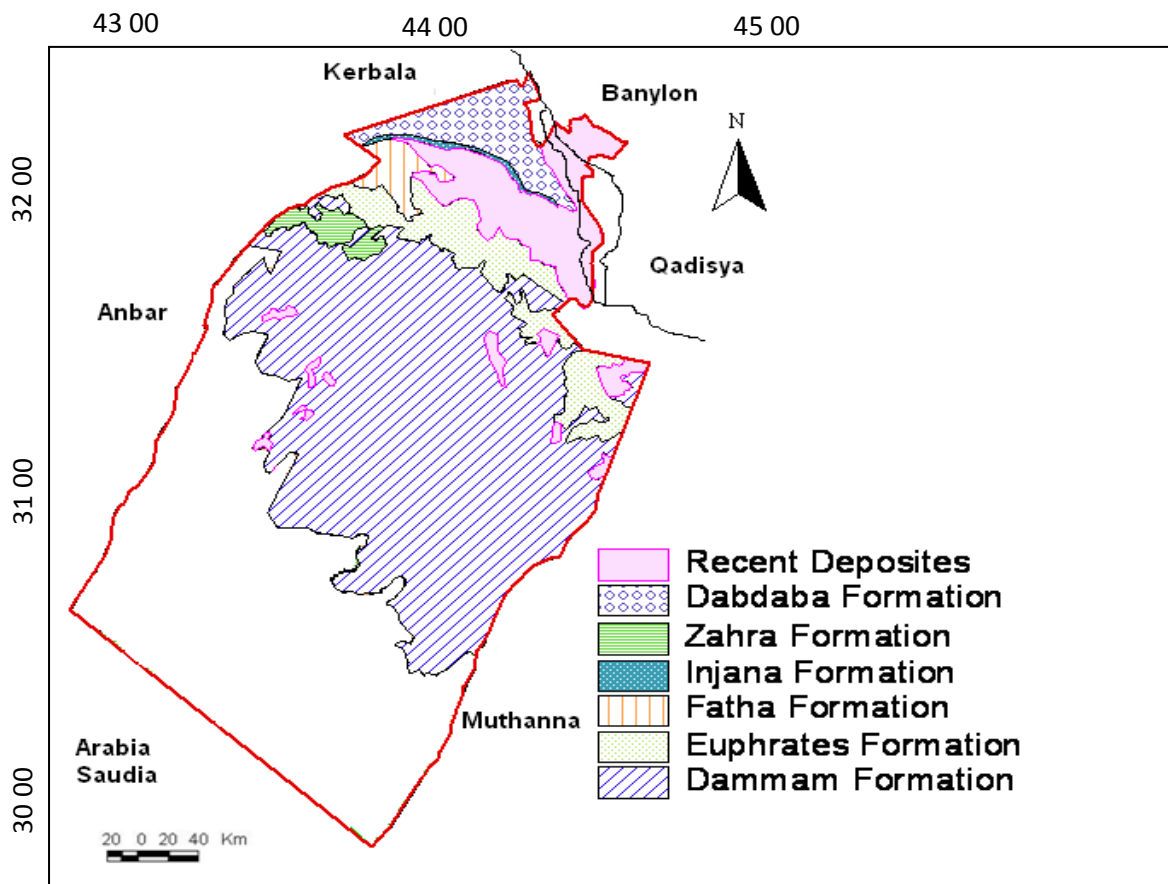 43 00
44 00
45 00
Kerbala
Banylon
N
32 00
Qadisya
Anbar
31 00
Recent Deposites
Dabdaba Formation
Zahra Formation
Injana Formation
Fatha Formation
Euphrates Formation
Dammam Formation
Muthanna
Arabia
Saudia
30 00
20 0 20 40 Km